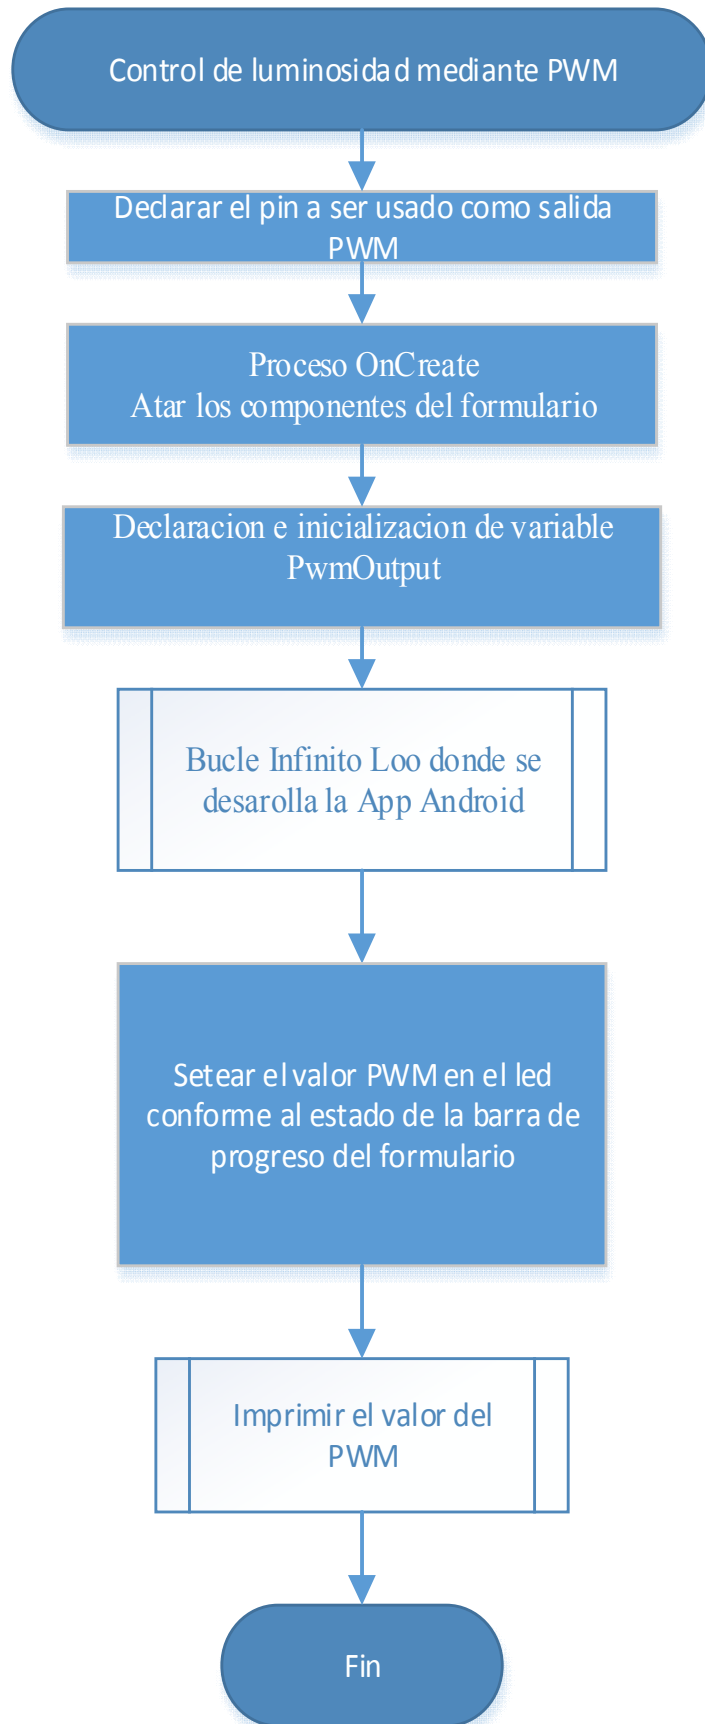 Control de luminosidad mediante PWM
Declarar el pin a ser usado como salida
PWM
Proceso OnCreate
Atar los componentes del formulario
Declaracion e inicializacion de variable
PwmOutput
Bucle Infinito Loo donde se
desarolla la App Android
Setear el valor PWM en el led
conforme al estado de la barra de
progreso del formulario
Imprimir el valor del
PWM
Fin